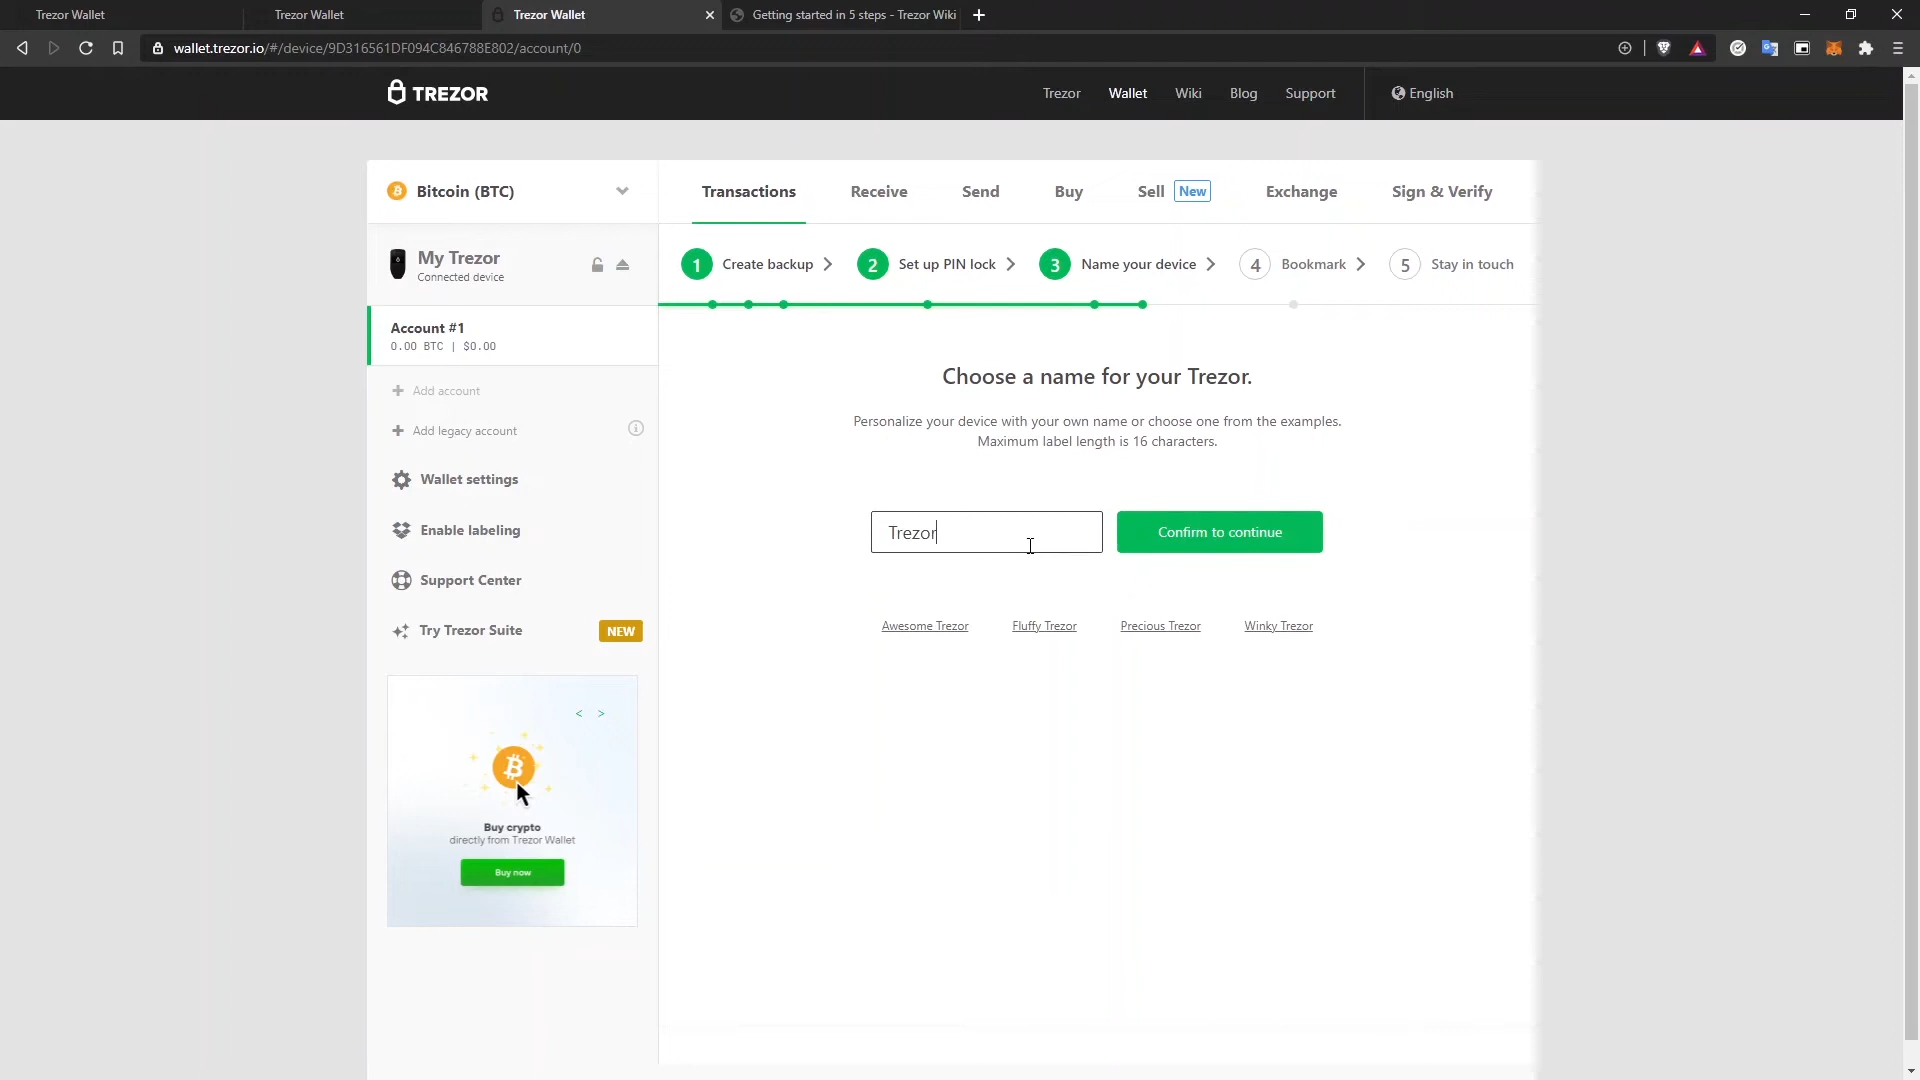 Trezor Wallet
Trezor Wallet
Trezor Wallet
Getting started in 5 steps - Trezor Wiki
wallet.trezor.io/#/device/9D316561DF094C846788E802/account/0
TREZOR
Trezor
Wallet
Wiki
Blog
Support
English
Bitcoin (BTC)
Transactions
Receive
Send
Buy
Sell New
Exchange
Sign & Verify
My Trezor
Connected device
1 Create backup
2 Set up PIN lock
3 Name your device
4 Bookmark
5 Stay in touch
Account #1
0.00 BTC | $0.00
Add account
Add legacy account
Wallet settings
Enable labeling
Support Center
Try Trezor Suite NEW
Choose a name for your Trezor.
Personalize your device with your own name or choose one from the examples.
Maximum label length is 16 characters.
Trezor
Confirm to continue
Awesome Trezor
Fluffy Trezor
Precious Trezor
Winky Trezor
< >
Buy crypto
directly from Trezor Wallet
Buy now